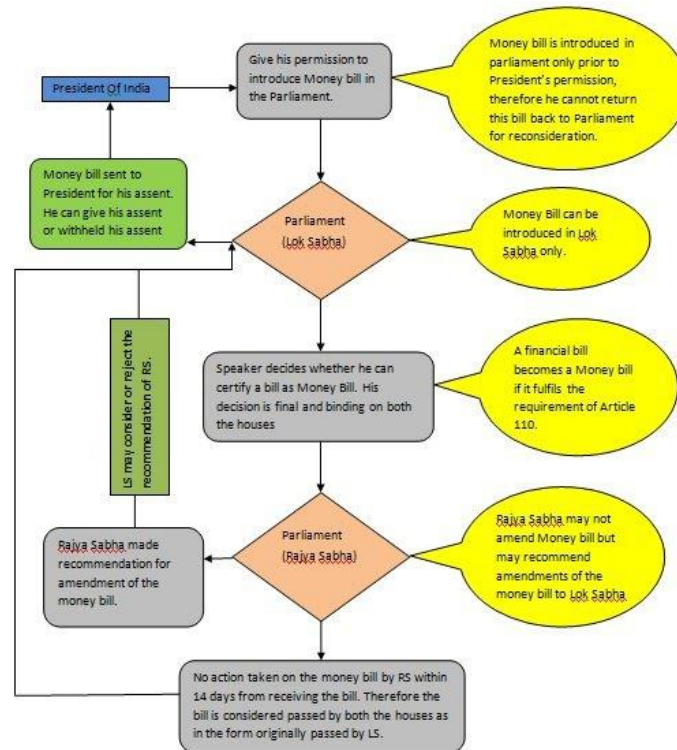 President Of India
Give his permission to
introduce Money bill in
the Parliament.
Money bill is introduced in
parliament only prior to
President's permission,
therefore he cannot return
this bill back to Parliament
for reconsideration.
Money bill sent to
President for his assent.
He can give his assent
or withheld his assent
Parliament
(Lok Sabha)
Money Bill can be
introduced in Lok
Sabha only.
LS may consider or reject the
recommendation of RS.
Speaker decides whether he can
certify a bill as Money Bill. His
decision is final and binding on both
the houses
A financial bill
becomes a Money bill
if it fulfils the
requirement of Article
110.
Rajya Sabha made
recommendation for
amendment of the
money bill.
Parliament
(Rajya Sabha)
Rajya Sabha may not
amend Money bill but
may recommend
amendments of the
money bill to Lok Sabha
No action taken on the money bill by RS within
14 days from receiving the bill. Therefore the
bill is considered passed by both the houses as
in the form originally passed by LS.